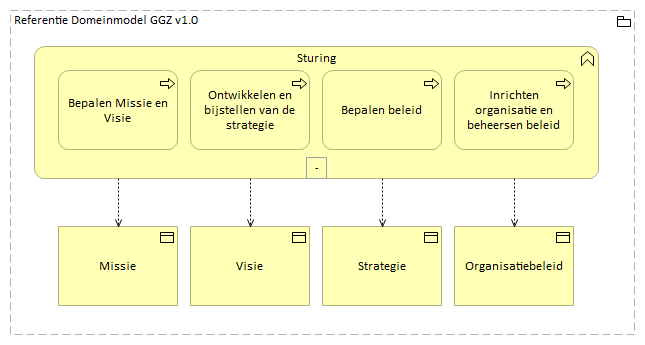 Referentie Domeinmodel GGZ v1.0
Sturing
Bepalen Missie en
Visie
Ontwikkelen en
bijstellen van de
strategie
Bepalen beleid
Inrichten
organisatie en
beheersen beleid
-
Missie
Visie
Strategie
Organisatiebeleid